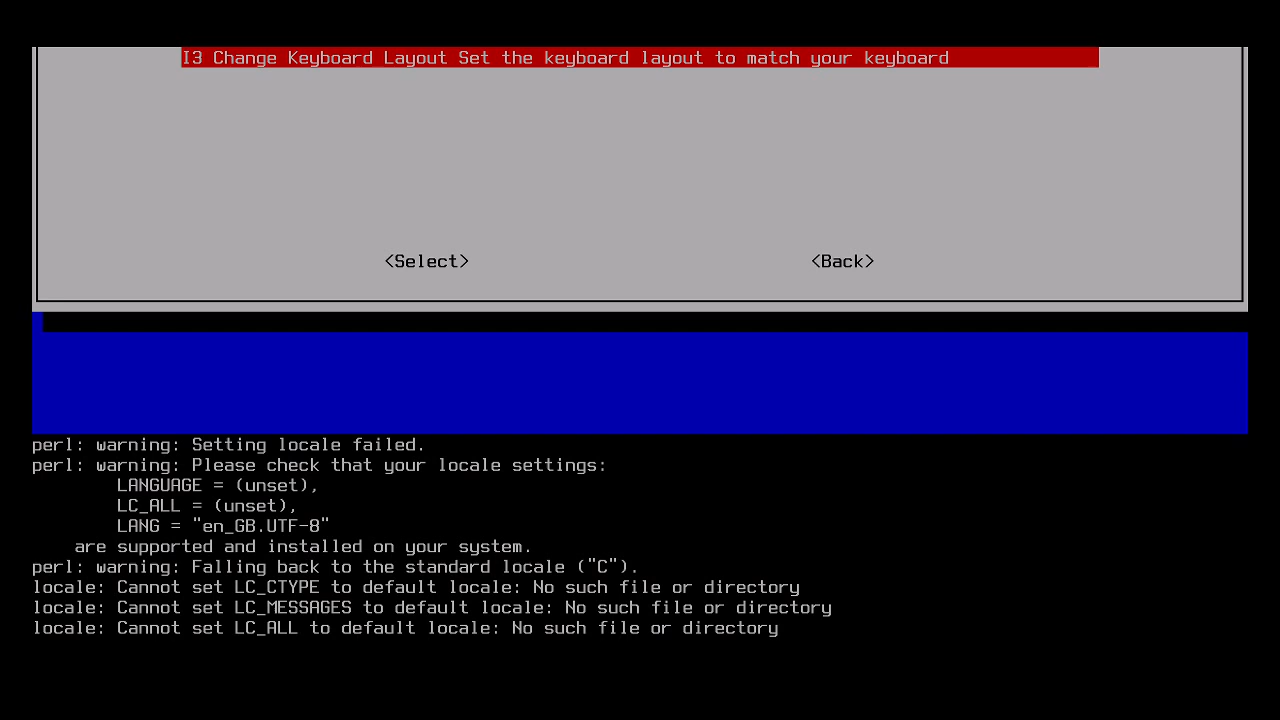 I3 Change Keyboard Layout Set the keyboard layout to match your keyboard
<Select> <Back>
perl: warning: Setting locale failed.
perl: warning: Please check that your locale settings:
LANGUAGE = (unset),
LC_ALL = (unset),
LANG = "en_GB.UTF-8"
are supported and installed on your system.
perl: warning: Falling back to the standard locale ("C").
locale: Cannot set LC_CTYPE to default locale: No such file or directory
locale: Cannot set LC_MESSAGES to default locale: No such file or directory
locale: Cannot set LC_ALL to default locale: No such file or directory